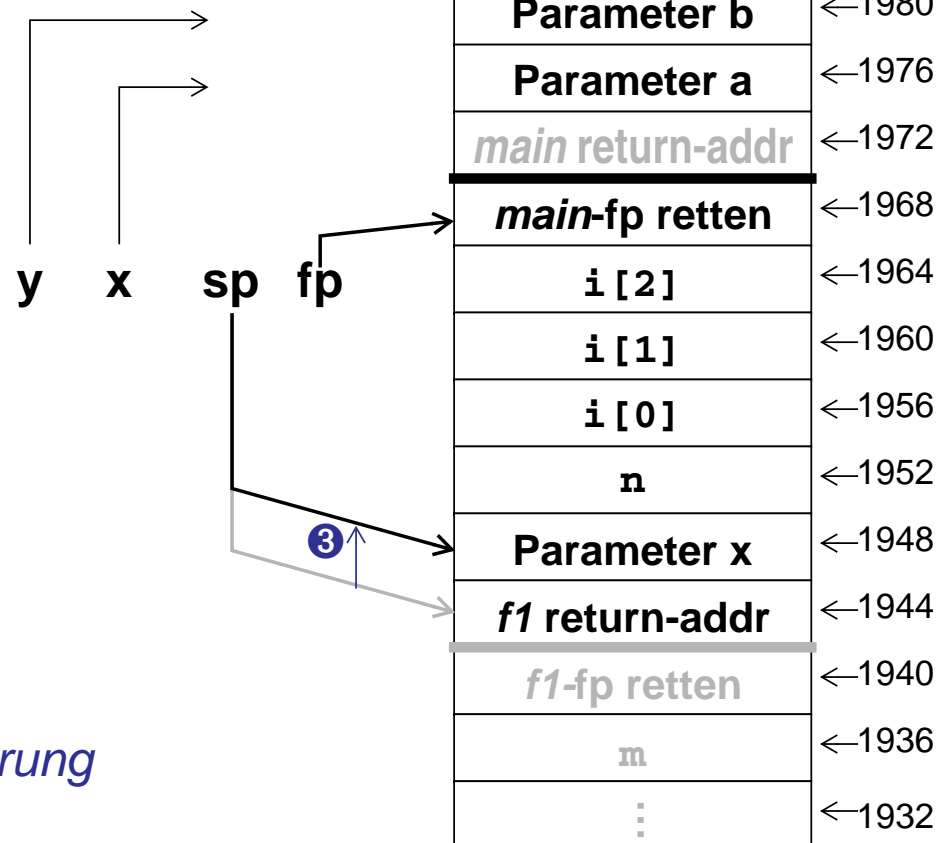 Parameter b ←1980
Parameter a ←1976
main return-addr ←1972
main-fp retten ←1968
y x sp fp i[2] ←1964
i[1] ←1960
i[0] ←1956
n ←1952
❸ Parameter x ←1948
f1 return-addr ←1944
f1-fp retten ←1940
rung m ←1936
⋮ ←1932